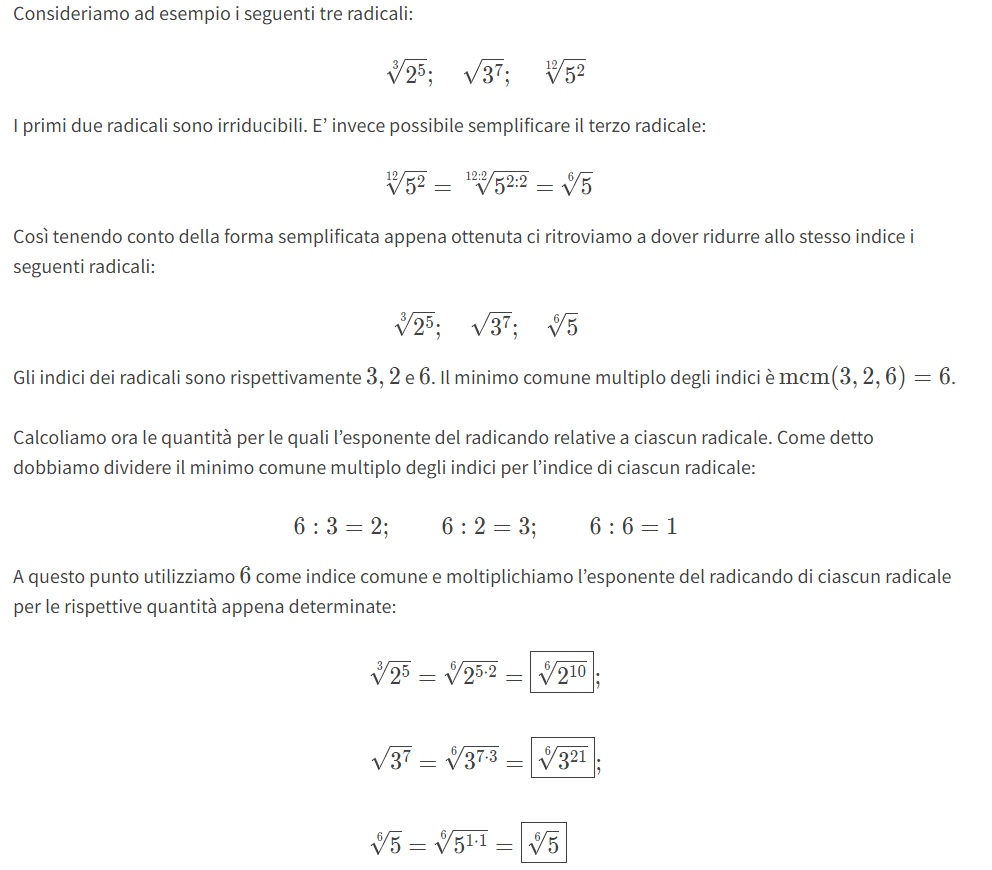 Consideriamo ad esempio i seguenti tre radicali:
$\sqrt[3]{2^5}; \quad \sqrt{3^7}; \quad \sqrt[12]{5^2}$
I primi due radicali sono irriducibili. E’ invece possibile semplificare il terzo radicale:
$\sqrt[12]{5^2} = \sqrt[12:2]{5^{2:2}} = \sqrt[6]{5}$
Così tenendo conto della forma semplificata appena ottenuta ci ritroviamo a dover ridurre allo stesso indice i
seguenti radicali:
$\sqrt[3]{2^5}; \quad \sqrt{3^7}; \quad \sqrt[6]{5}$
Gli indici dei radicali sono rispettivamente 3, 2 e 6. Il minimo comune multiplo degli indici è mcm(3, 2, 6) = 6.
Calcoliamo ora le quantità per le quali l’esponente del radicando relative a ciascun radicale. Come detto
dobbiamo dividere il minimo comune multiplo degli indici per l’indice di ciascun radicale:
6 : 3 = 2; 6 : 2 = 3; 6 : 6 = 1
A questo punto utilizziamo 6 come indice comune e moltiplichiamo l’esponente del radicando di ciascun radicale
per le rispettive quantità appena determinate:
$\sqrt[3]{2^5} = \sqrt[6]{2^{5 \cdot 2}} = \boxed{\sqrt[6]{2^{10}}};$
$\sqrt{3^7} = \sqrt[6]{3^{7 \cdot 3}} = \boxed{\sqrt[6]{3^{21}}};$
$\sqrt[6]{5} = \sqrt[6]{5^{1 \cdot 1}} = \boxed{\sqrt[6]{5}}$